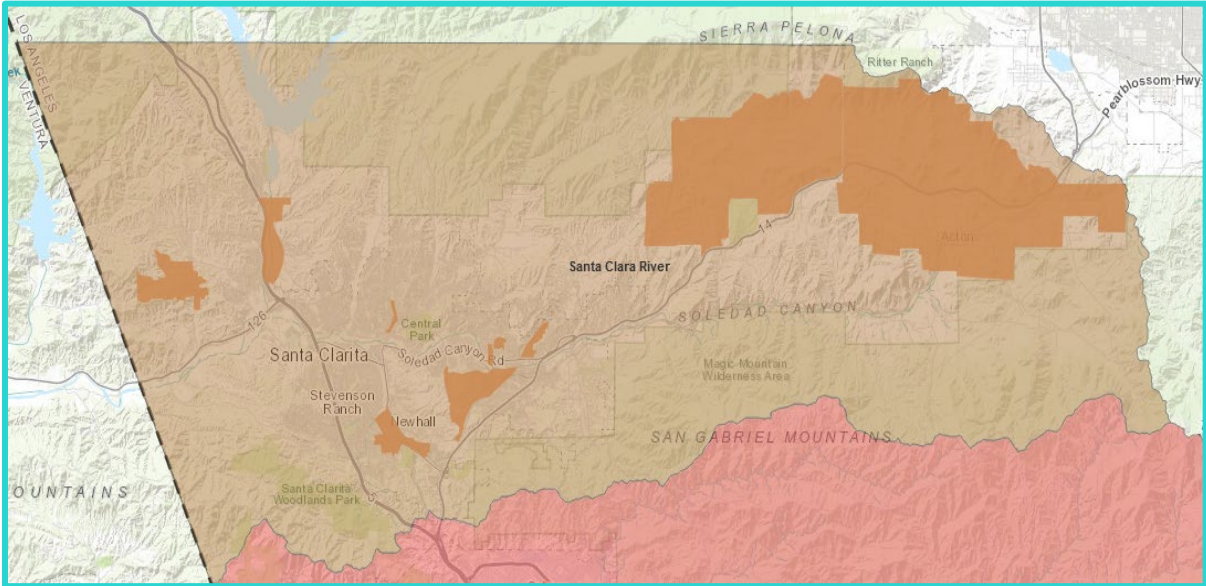 LOS ANGELES
VENTURA
SIERRA PELONA
Ritter Ranch
Pearblossom Hwy
ek
14
Acton
Santa Clara River
SOLEDAD CANYON
126
Central
Park
Santa Clarita
Soledad Canyon Rd
Magic Mountian
Wilderness Area
Stevenson
Ranch
Newhall
SAN GABRIEL MOUNTAINS
OUNTAINS
Santa Clarita
Woodlands Park
5